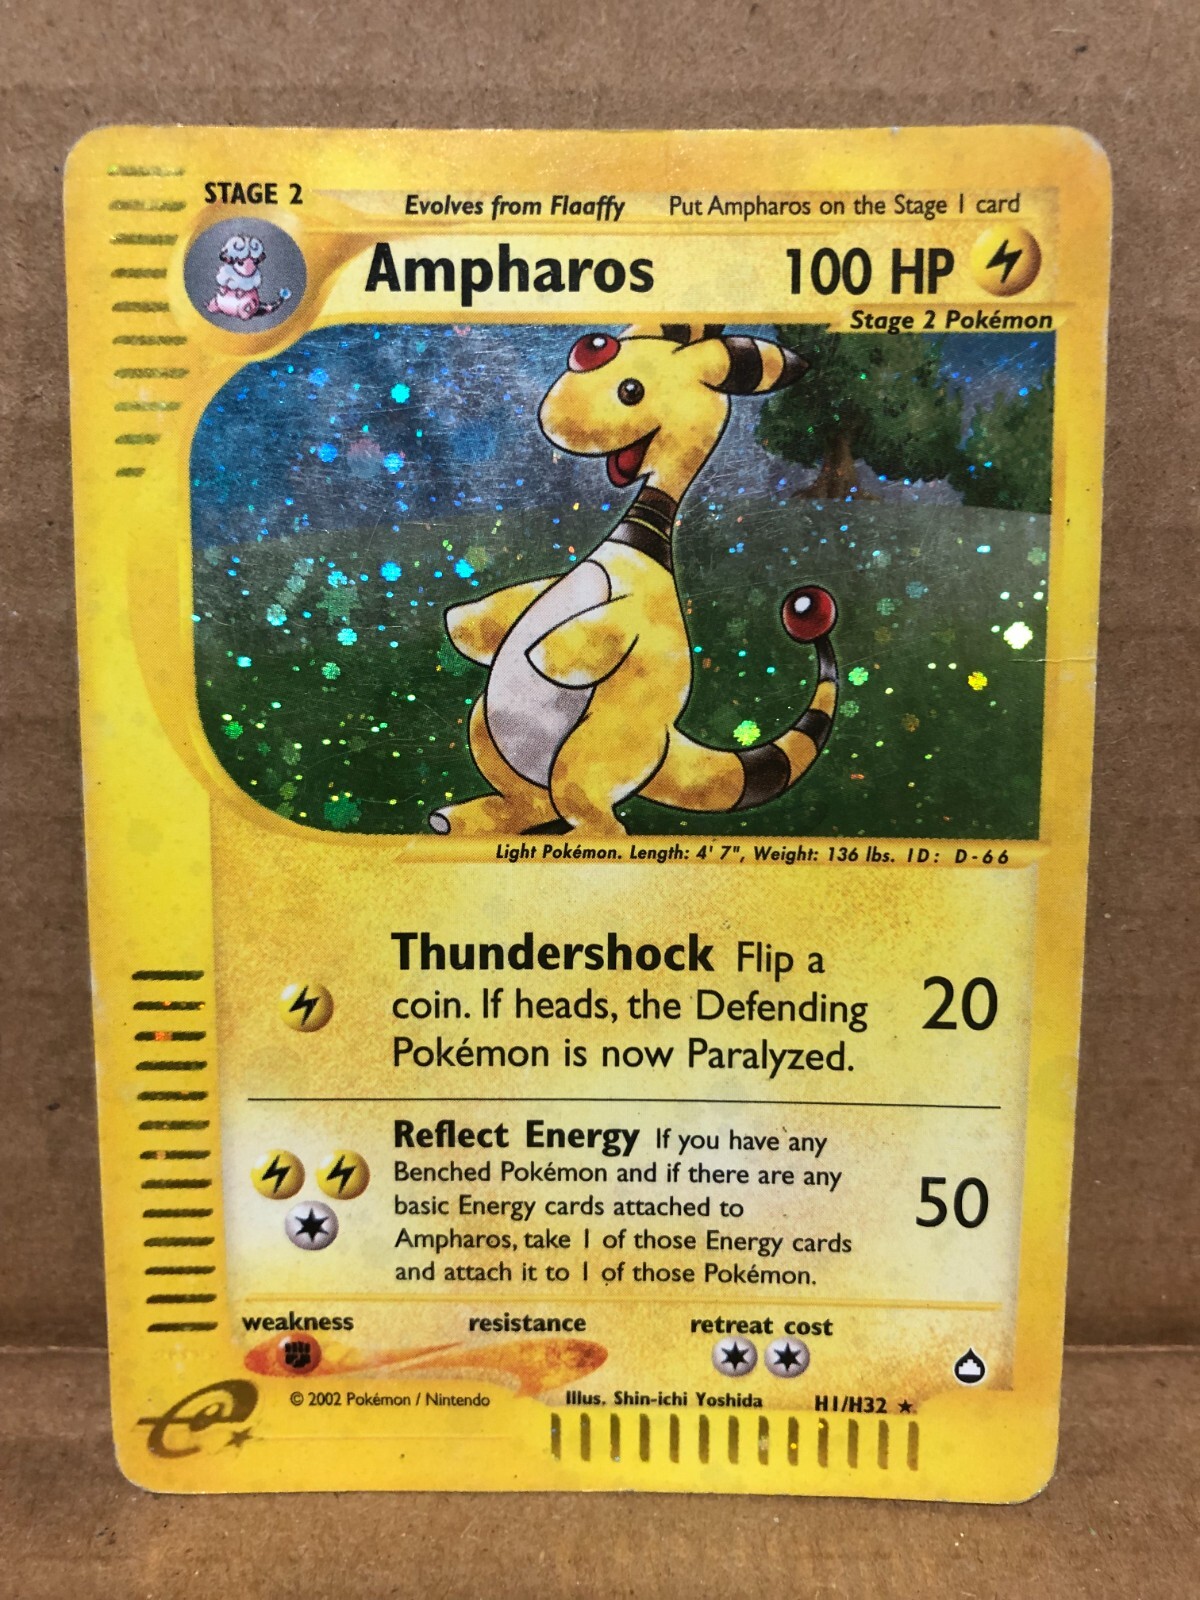 STAGE 2
Evolves from Flaaffy Put Ampharos on the Stage 1 card
Ampharos 100 HP
Stage 2 Pokémon
Light Pokémon. Length: 4' 7", Weight: 136 lbs. ID: D-66
Thundershock Flip a
coin. If heads, the Defending 20
Pokémon is now Paralyzed.
Reflect Energy If you have any
Benched Pokémon and if there are any
basic Energy cards attached to 50
Ampharos, take 1 of those Energy cards
and attach it to 1 of those Pokémon.
weakness resistance retreat cost
© 2002 Pokémon / Nintendo Illus. Shin-ichi Yoshida H1/H32 ★
e